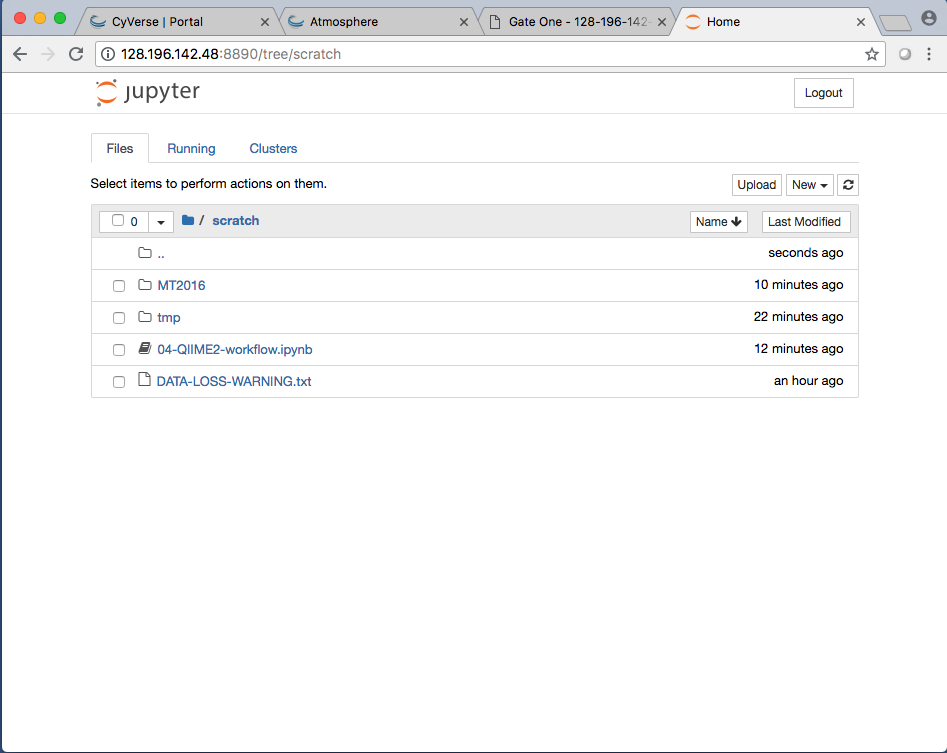 CyVerse | Portal
Atmosphere
Gate One - 128-196-142-
Home
128.196.142.48:8890/tree/scratch
jupyter
Logout
Files
Running
Clusters
Select items to perform actions on them.
Upload
New
0
/ scratch
Name
Last Modified
..
seconds ago
MT2016
10 minutes ago
tmp
22 minutes ago
04-QIIME2-workflow.ipynb
12 minutes ago
DATA-LOSS-WARNING.txt
an hour ago